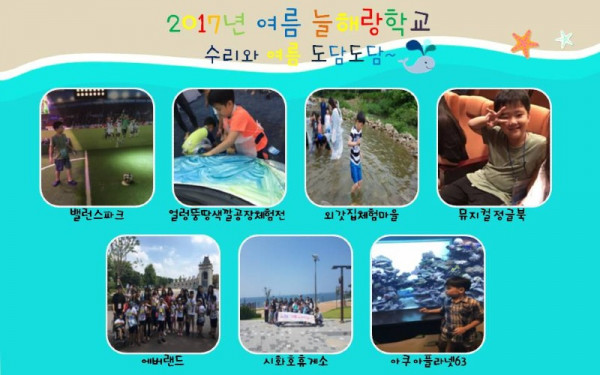 2017년 여름 늘해랑학교
수리와 여름 도담도담~
밸런스파크
얼렁뚱땅색깔공장체험전
외갓집체험마을
뮤지컬정글북
에버랜드
시화호휴게소
아쿠아플라넷63